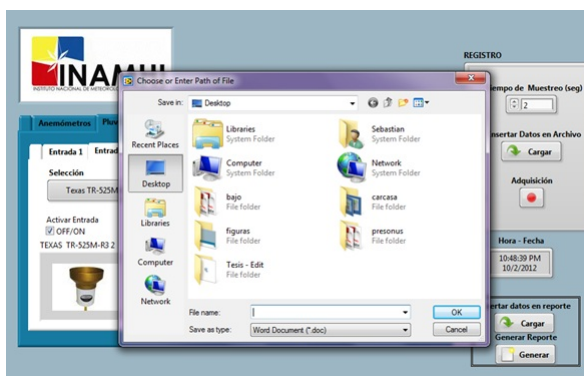 INAMHI
INSTITUTO NACIONAL DE METEOROL
Choose or Enter Path of File
Save in:
Desktop
Recent Places
Desktop
Libraries
Computer
Network
Libraries
System Folder
Sebastian
System Folder
Computer
System Folder
Network
System Folder
bajo
File folder
carcasa
File folder
figuras
File folder
presonus
File folder
Tesis - Edit
File folder
File name:
OK
Save as type:
Word Document (*.doc)
Cancel
Anemómetros
Entrada 1
Entrad
Selección
Texas TR-525M
Activar Entrada
OFF/ON
TEXAS TR-525M-R3 2
REGISTRO
iempo de Muestreo (seg)
2
nsertar Datos en Archivo
Cargar
Adquisición
Hora - Fecha
10:48:39 PM
10/2/2012
ertar datos en reporte
Cargar
Generar Reporte
Generar